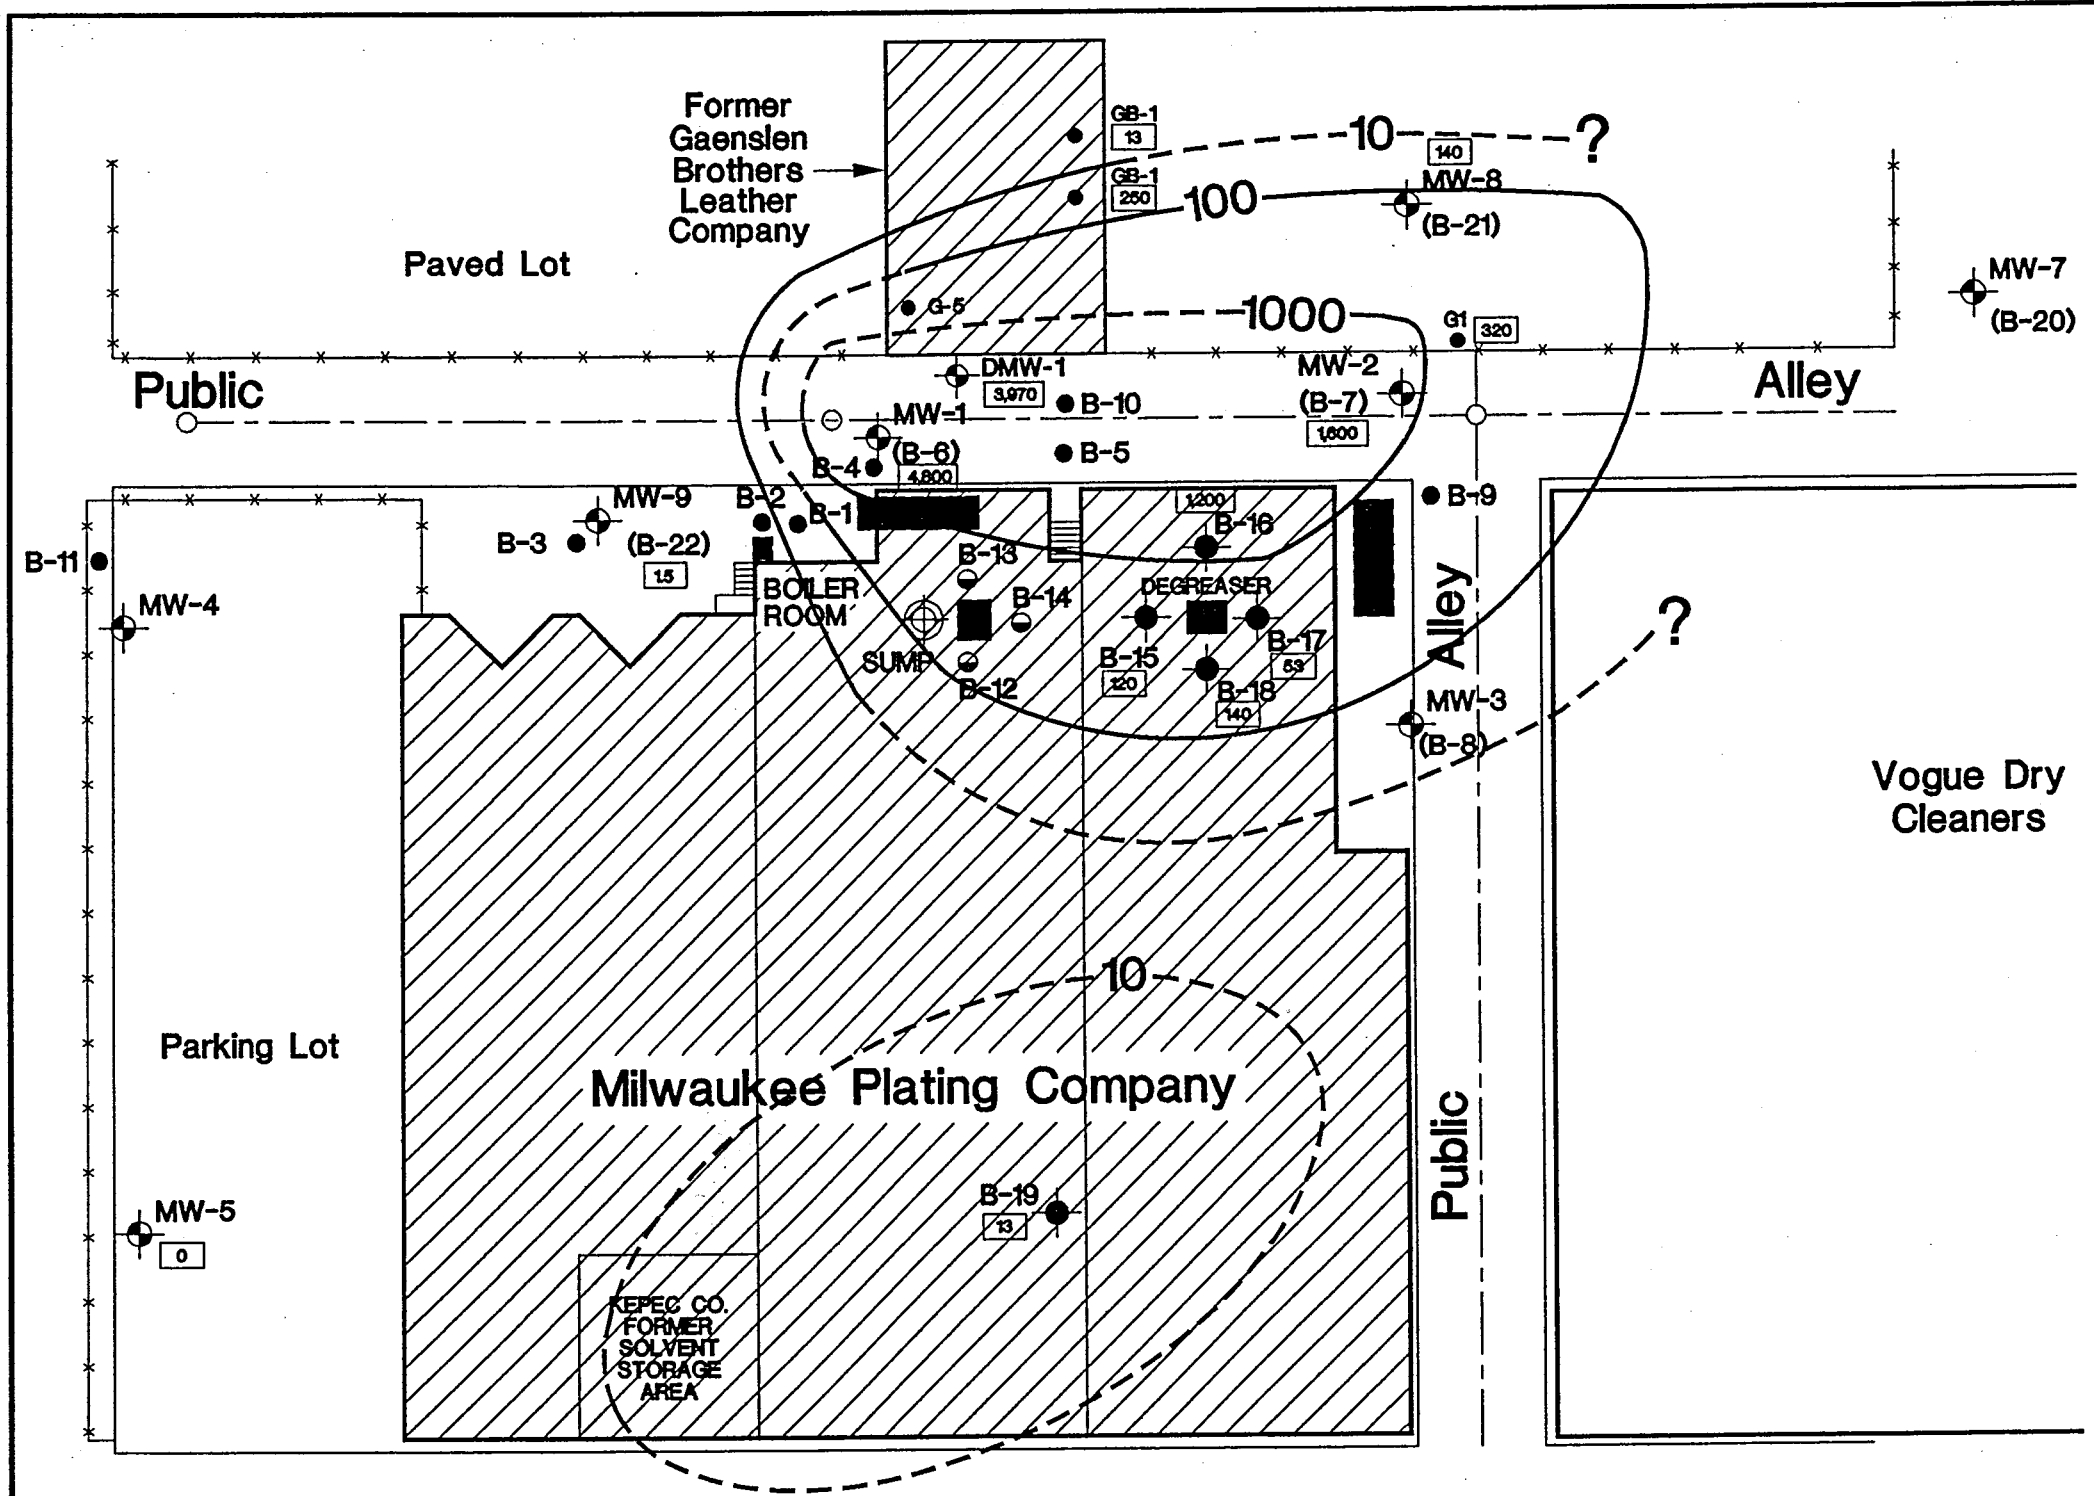 Former
Gaenslen
Brothers
Leather
Company
GB-1
13
GB-1
250
10
?
140
MW-8
(B-21)
100
Paved Lot
MW-7
(B-20)
G-5
1000
G1
320
Public
DMW-1
3,970
MW-2
(B-7)
1,600
Alley
B-10
MW-1
(B-6)
4,800
B-4
B-5
MW-9
(B-22)
15
B-2
B-1
B-3
1,200
B-16
B-9
B-11
MW-4
BOILER
ROOM
B-13
B-14
SUMP
B-12
DEGREASER
B-15
120
B-17
53
B-18
140
Alley
?
MW-3
(B-8)
Vogue Dry
Cleaners
10
Parking Lot
Milwaukee Plating Company
Public
MW-5
0
B-19
13
KEPEC CO.
FORMER
SOLVENT
STORAGE
AREA